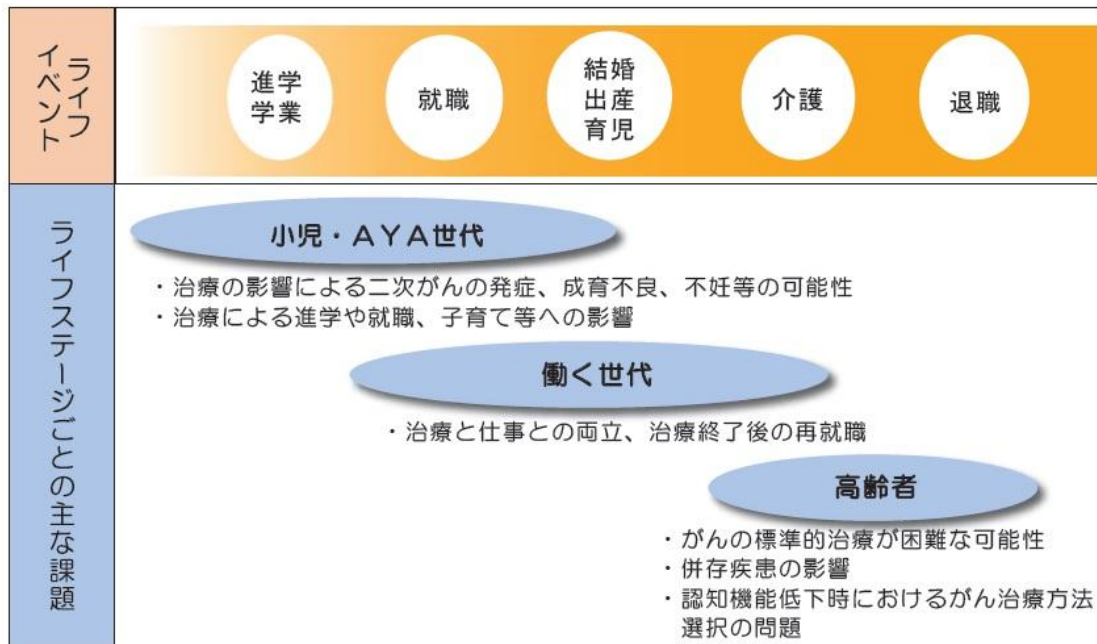 ライフ
イベント
進学
学業
就職
結婚
出産
育児
介護
退職
ライフステージごとの主な課題
小児・AYA世代
・治療の影響による二次がんの発症、成育不良、不妊等の可能性
・治療による進学や就職、子育て等への影響
働く世代
・治療と仕事との両立、治療終了後の再就職
高齢者
・がんの標準的治療が困難な可能性
・併存疾患の影響
・認知機能低下時におけるがん治療方法
選択の問題